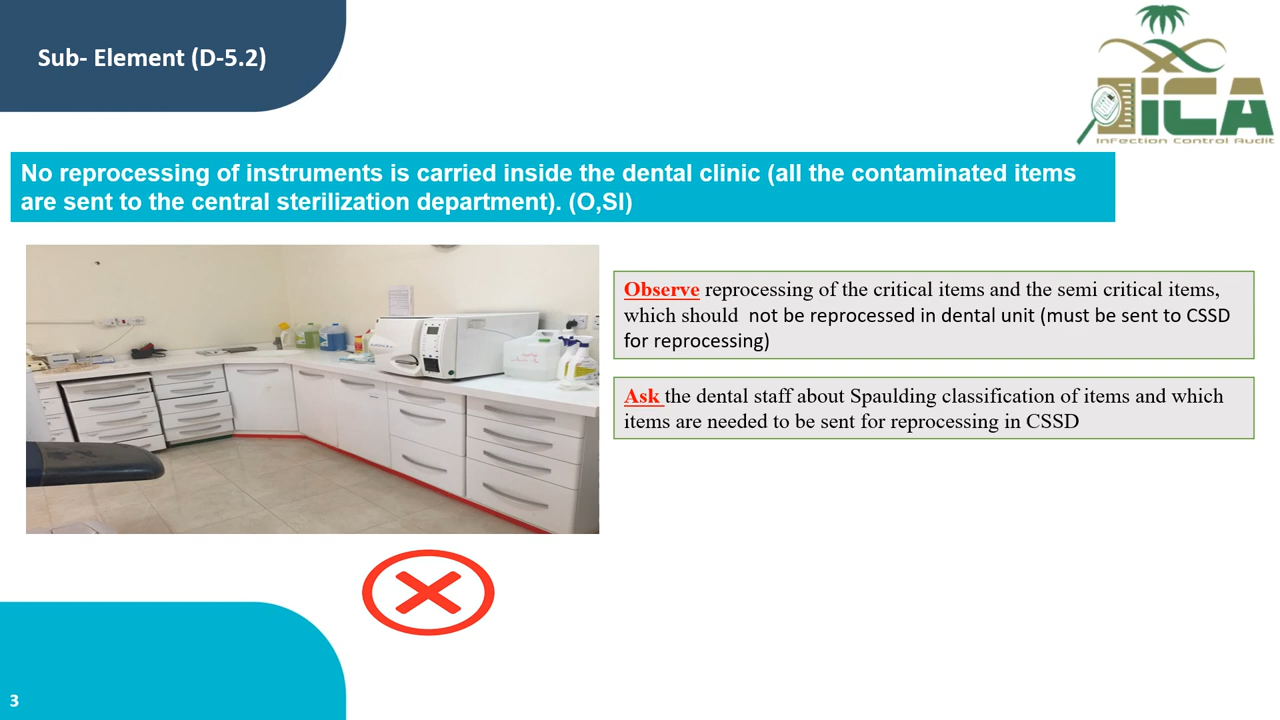 Sub- Element (D-5.2)
iCA
Infection Control Audit
No reprocessing of instruments is carried inside the dental clinic (all the contaminated items
are sent to the central sterilization department). (O,SI)
Observe reprocessing of the critical items and the semi critical items,
which should  not be reprocessed in dental unit (must be sent to CSSD
for reprocessing)
Ask the dental staff about Spaulding classification of items and which
items are needed to be sent for reprocessing in CSSD
3